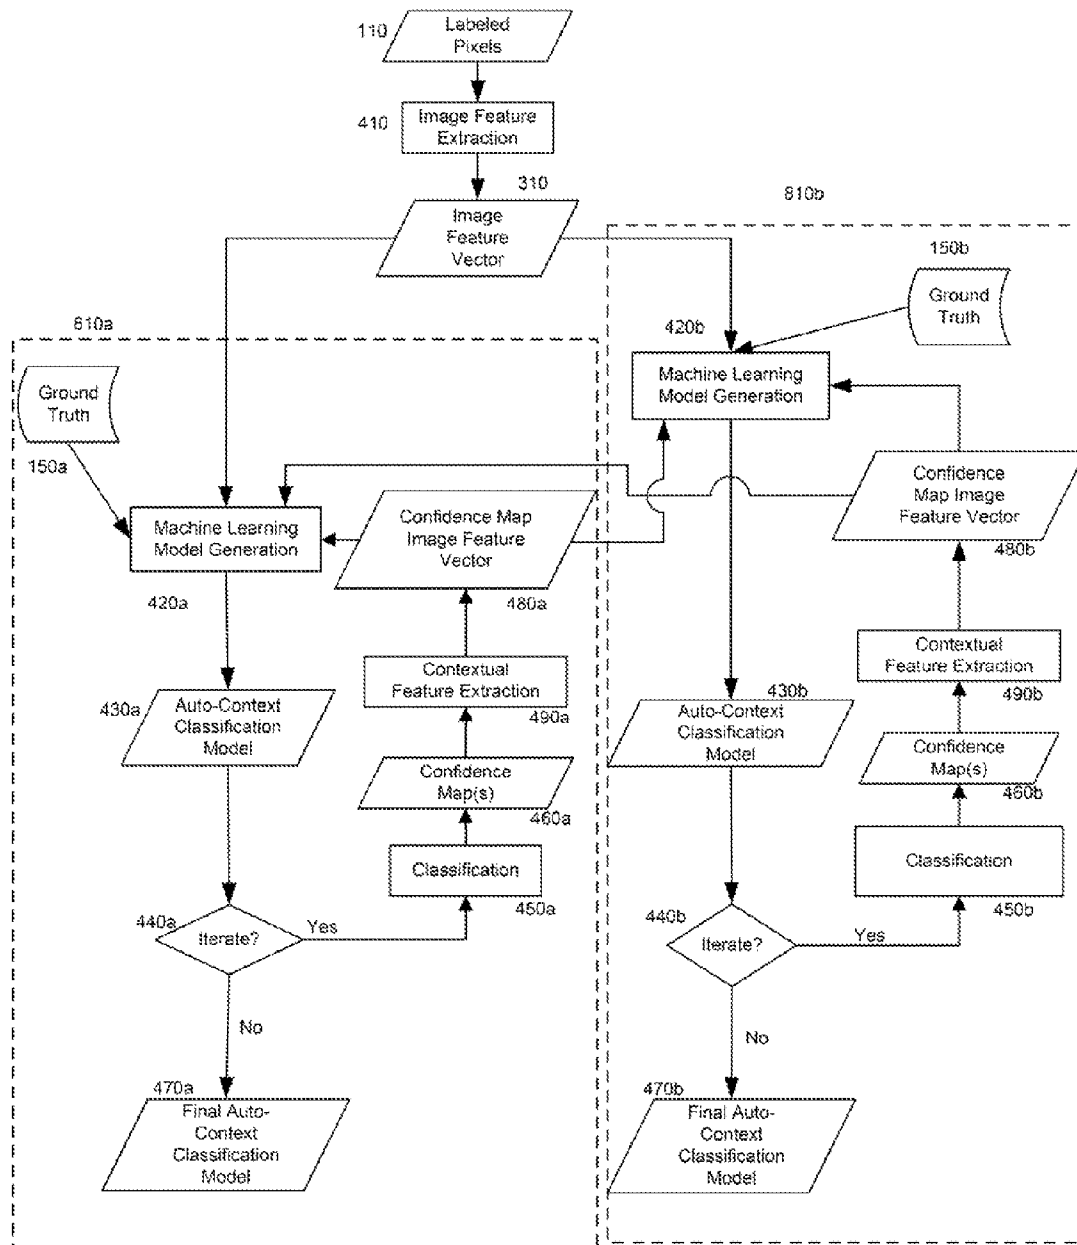 110
Labeled
Pixels
410
Image Feature
Extraction
310
Image
Feature
Vector
810b
150b
Ground
Truth
420b
Machine Learning
Model Generation
810a
Ground
Truth
150a
Machine Learning
Model Generation
420a
Confidence Map
Image Feature
Vector
480a
Confidence
Map Image
Feature Vector
480b
Contextual
Feature Extraction
490a
Contextual
Feature Extraction
490b
430a
Auto-Context
Classification
Model
430b
Auto-Context
Classification
Model
Confidence
Map(s)
460a
Confidence
Map(s)
460b
Classification
450a
Classification
450b
440a
Iterate?
Yes
No
440b
Iterate?
Yes
No
470a
Final Auto-
Context
Classification
Model
470b
Final Auto-
Context
Classification
Model